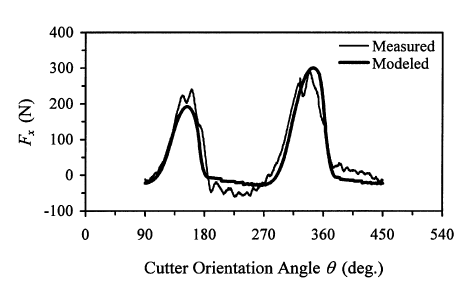 400
300
200
100
0
-100
F_x (N)
Measured
Modeled
0 90 180 270 360 450 540
Cutter Orientation Angle θ (deg.)